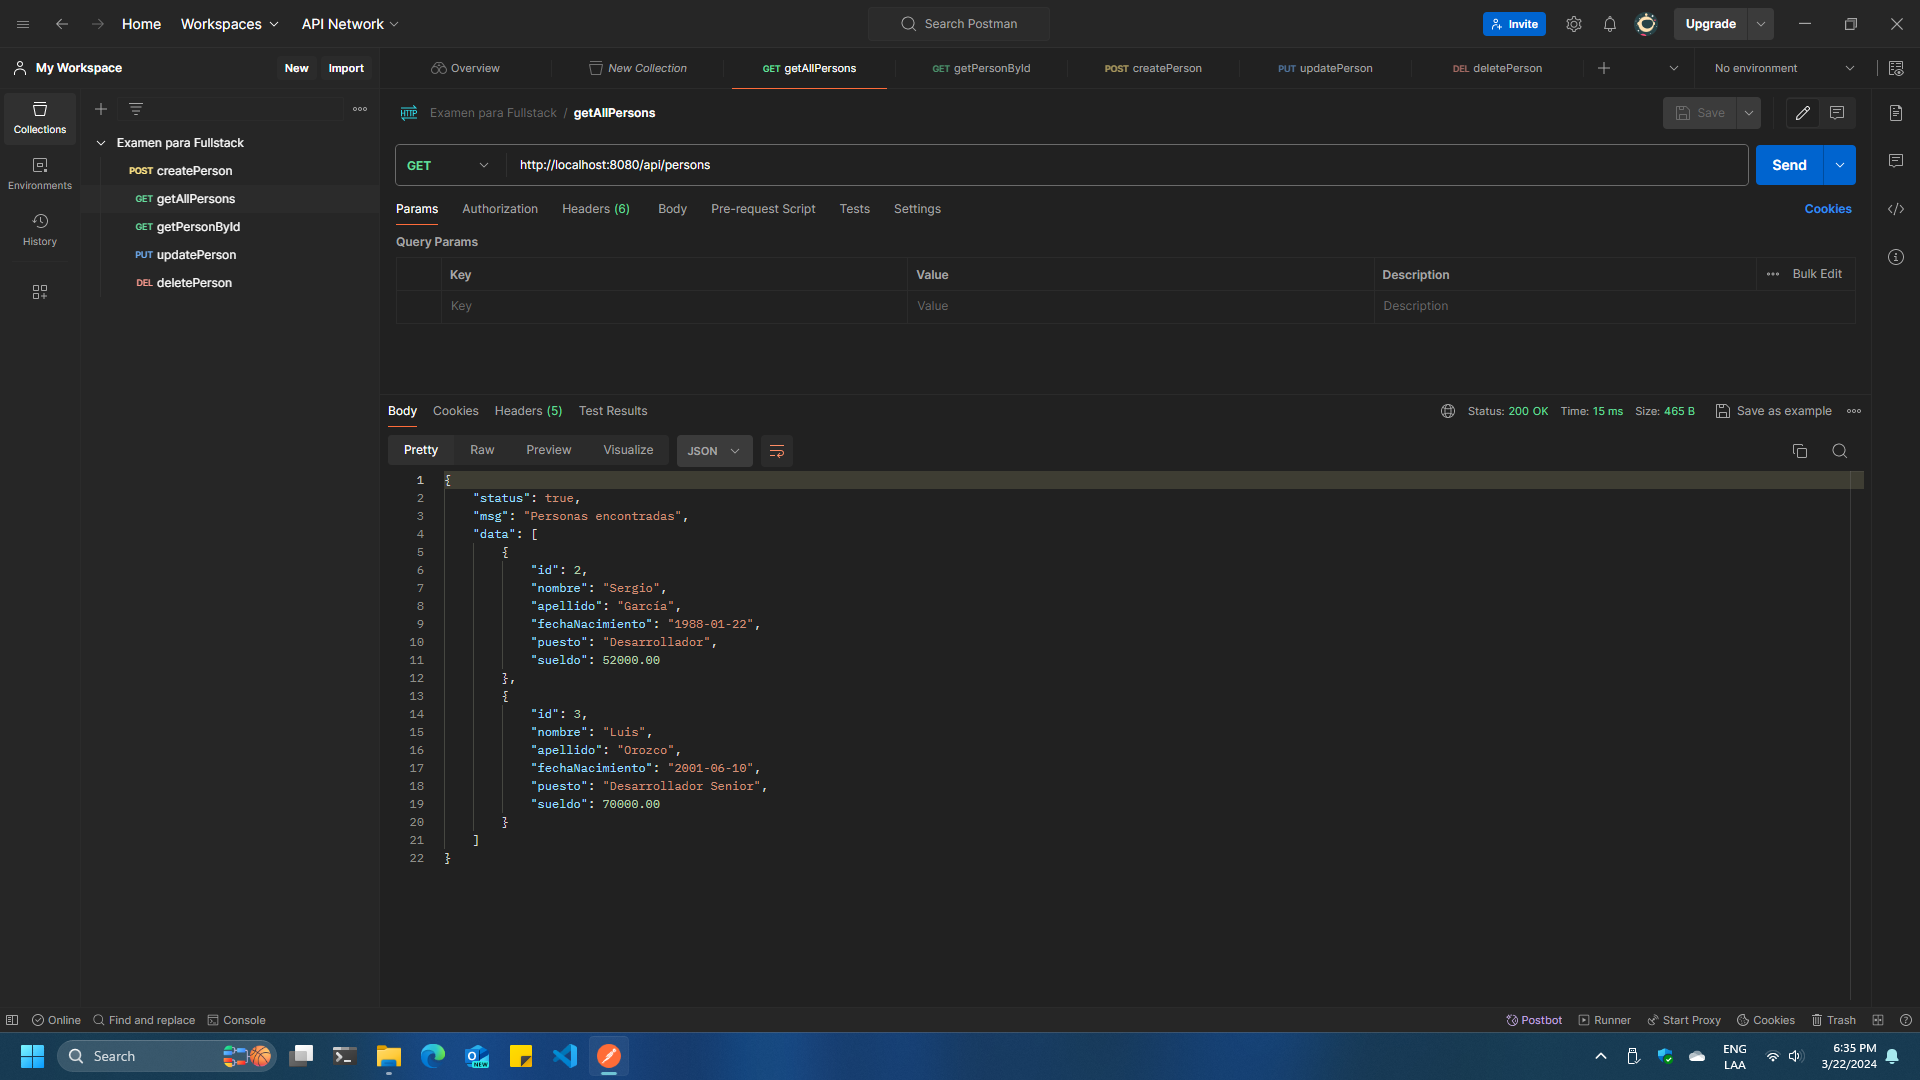 Home Workspaces API Network Search Postman Invite Upgrade
My Workspace New Import Overview New Collection GET getAllPersons GET getPersonById POST createPerson PUT updatePerson DEL deletePerson No environment
Collections
Environments
History
Examen para Fullstack
POST createPerson
GET getAllPersons
GET getPersonById
PUT updatePerson
DEL deletePerson
HTTP Examen para Fullstack / getAllPersons Save
GET http://localhost:8080/api/persons Send
Params Authorization Headers (6) Body Pre-request Script Tests Settings Cookies
Query Params
Key Value Description Bulk Edit
Key Value Description
Body Cookies Headers (5) Test Results Status: 200 OK Time: 15 ms Size: 465 B Save as example
Pretty Raw Preview Visualize JSON
1 {
2 "status": true,
3 "msg": "Personas encontradas",
4 "data": [
5 {
6 "id": 2,
7 "nombre": "Sergio",
8 "apellido": "García",
9 "fechaNacimiento": "1988-01-22",
10 "puesto": "Desarrollador",
11 "sueldo": 52000.00
12 },
13 {
14 "id": 3,
15 "nombre": "Luis",
16 "apellido": "Orozco",
17 "fechaNacimiento": "2001-06-10",
18 "puesto": "Desarrollador Senior",
19 "sueldo": 70000.00
20 }
21 ]
22 }
Online Find and replace Console Postbot Runner Start Proxy Cookies Trash
Search NEW ENG 6:35 PM
LAA 3/22/2024